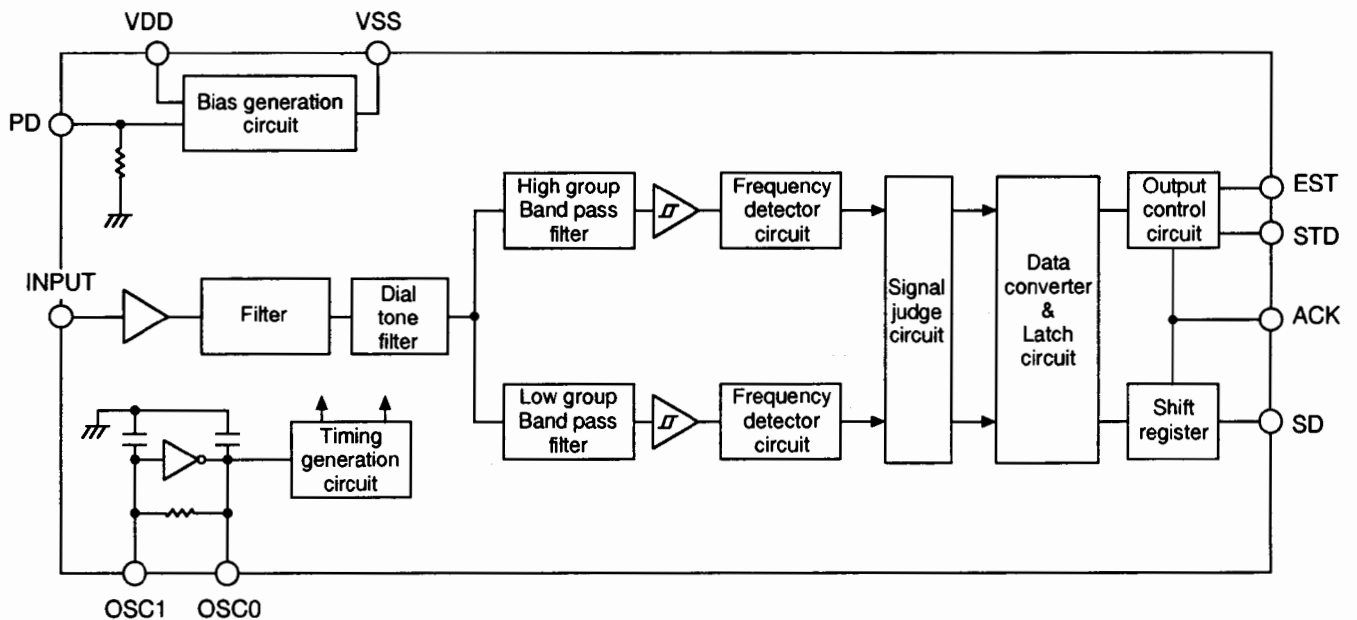 VDD
VSS
PD
Bias generation
circuit
High group
Band pass
filter
Frequency
detector
circuit
Output
control
circuit
EST
STD
INPUT
Filter
Dial
tone
filter
Signal
judge
circuit
Data
converter
&
Latch
circuit
ACK
Low group
Band pass
filter
Frequency
detector
circuit
Shift
register
SD
Timing
generation
circuit
OSC1
OSC0